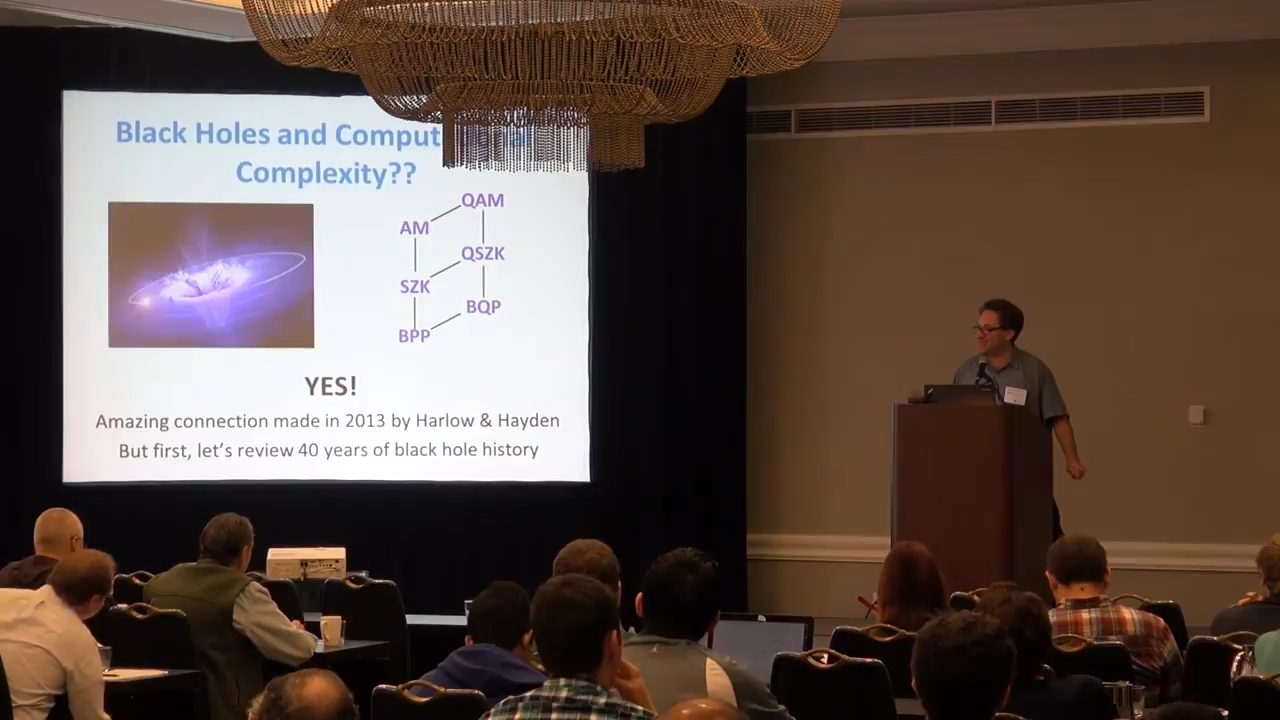 Black Holes and Comput
Complexity??
QAM
AM
QSZK
SZK
BQP
BPP
YES!
Amazing connection made in 2013 by Harlow & Hayden
But first, let's review 40 years of black hole history